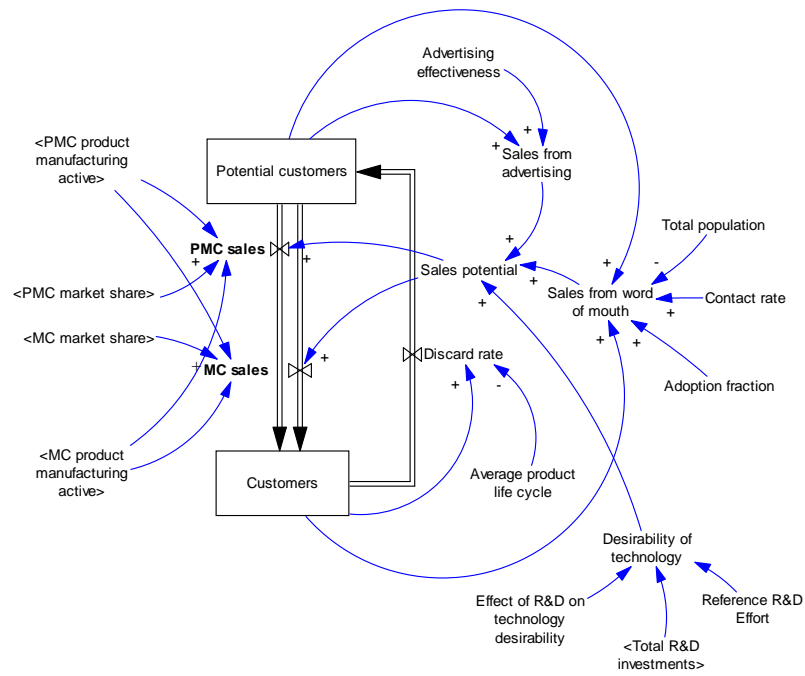 Advertising
effectiveness
<PMC product
manufacturing
active>
+
+
Potential customers
Sales from
advertising
Total population
PMC sales
+
+
+
Sales potential
+
-
+
+
Sales from word
of mouth
+
Contact rate
<PMC market share>
+
+
<MC market share>
+
MC sales
+
Discard rate
+
-
Adoption fraction
<MC product
manufacturing
active>
Customers
Average product
life cycle
Desirability of
technology
Effect of R&D on
technology
desirability
Reference R&D
Effort
<Total R&D
investments>